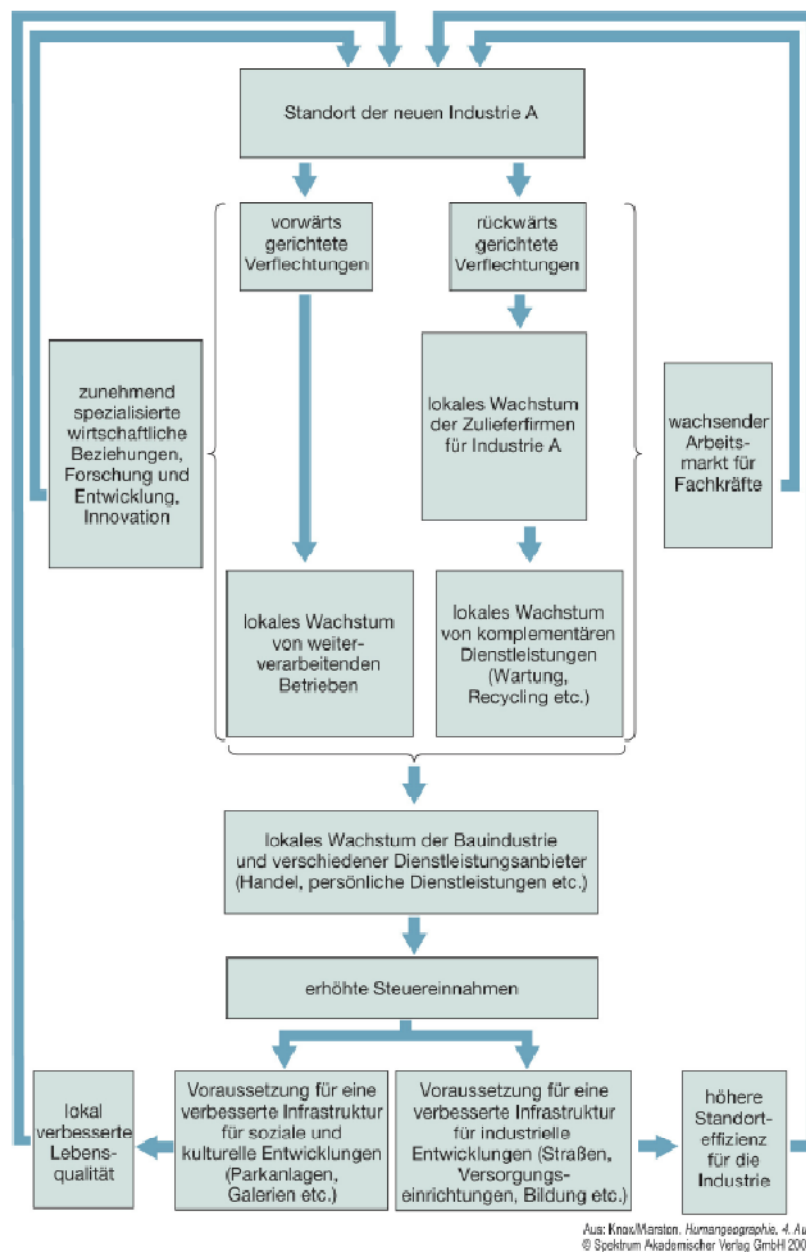 Standort der neuen Industrie A
vorwärts
gerichtete
Verflechtungen
rückwärts
gerichtete
Verflechtungen
zunehmend
spezialisierte
wirtschaftliche
Beziehungen,
Forschung und
Entwicklung,
Innovation
lokales Wachstum
der Zulieferfirmen
für Industrie A
wachsender
Arbeits-
markt für
Fachkräfte
lokales Wachstum
von weiter-
verarbeitenden
Betrieben
lokales Wachstum
von komplementären
Dienstleistungen
(Wartung,
Recycling etc.)
lokales Wachstum der Bauindustrie
und verschiedener Dienstleistungsanbieter
(Handel, persönliche Dienstleistungen etc.)
erhöhte Steuereinnahmen
lokal
verbesserte
Lebens-
qualität
Voraussetzung für eine
verbesserte Infrastruktur
für soziale und
kulturelle Entwicklungen
(Parkanlagen,
Galerien etc.)
Voraussetzung für eine
verbesserte Infrastruktur
für industrielle
Entwicklungen (Straßen,
Versorgungs-
einrichtungen, Bildung etc.)
höhere
Standort-
effizienz
für die
Industrie
Aus: Knox/Marston, Humangeographie, 4. Au
© Spektrum Akademischer Verlag GmbH 200